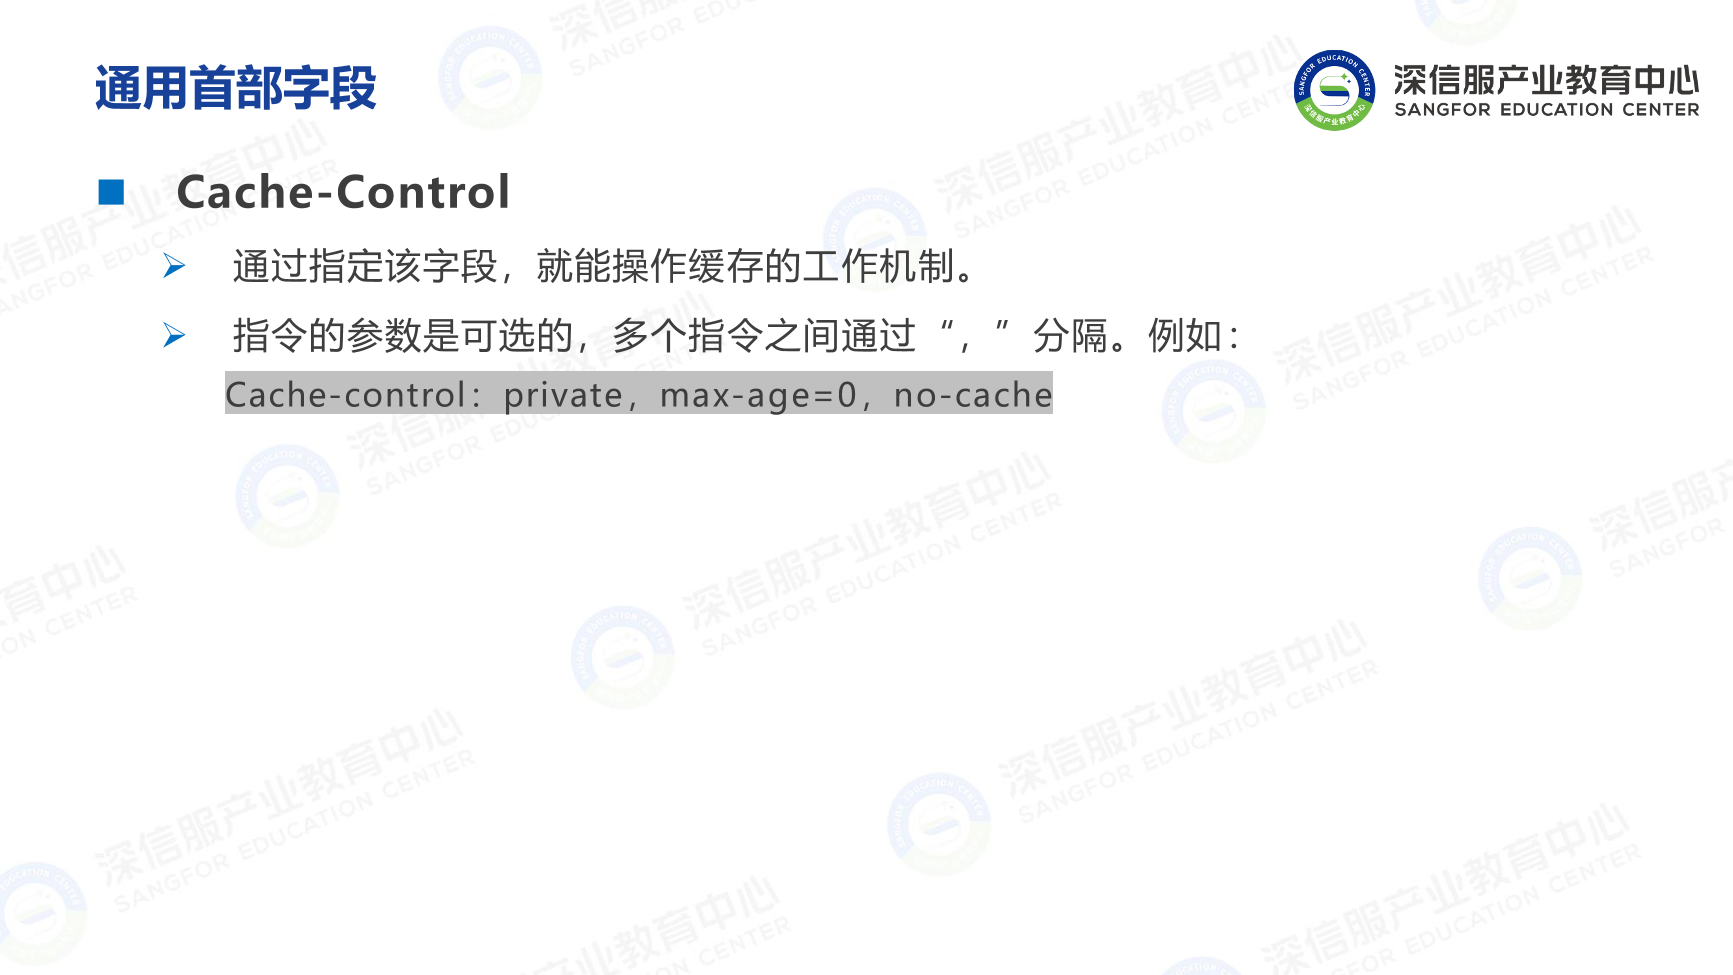 通用首部字段
深信服产业教育中心
SANGFOR EDUCATION CENTER
Cache-Control
通过指定该字段，就能操作缓存的工作机制。
指令的参数是可选的，多个指令之间通过“，”分隔。例如：
Cache-control：private，max-age=0，no-cache